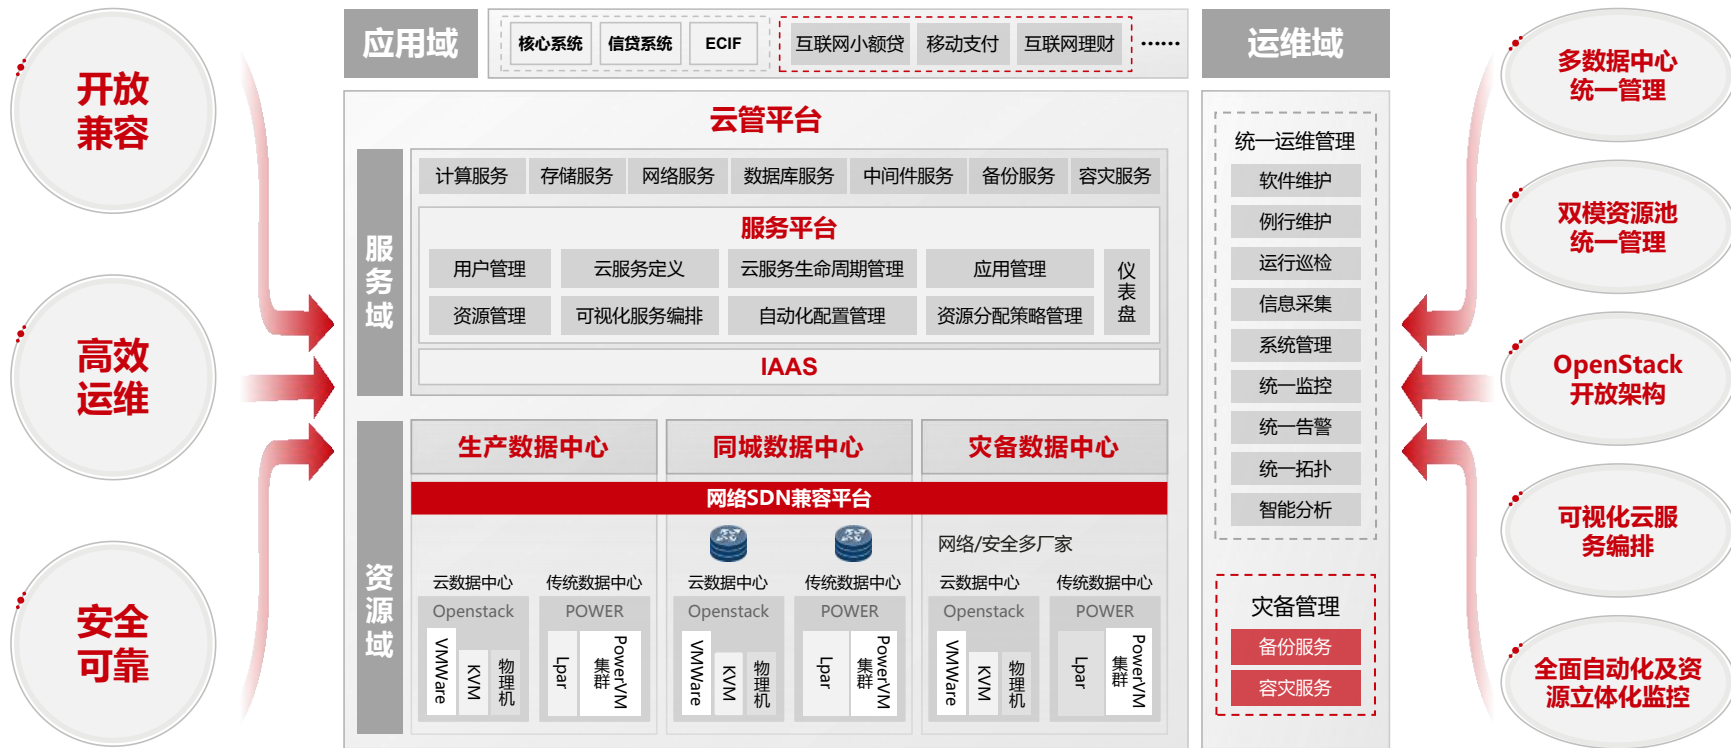 开放
兼容
高效
运维
安全
可靠
应用域
核心系统
信贷系统
ECIF
互联网小额贷
移动支付
互联网理财
······
运维域
云管平台
服务域
计算服务
存储服务
网络服务
数据库服务
中间件服务
备份服务
容灾服务
服务平台
用户管理
云服务定义
云服务生命周期管理
应用管理
资源管理
可视化服务编排
自动化配置管理
资源分配策略管理
仪表盘
IAAS
资源域
生产数据中心
同城数据中心
灾备数据中心
网络SDN兼容平台
网络/安全多厂家
云数据中心
传统数据中心
云数据中心
传统数据中心
云数据中心
传统数据中心
Openstack
POWER
Openstack
POWER
Openstack
POWER
VMWare
KVM
物理机
Lpar
PowerVM
集群
VMWare
KVM
物理机
Lpar
PowerVM
集群
VMWare
KVM
物理机
Lpar
PowerVM
集群
统一运维管理
软件维护
例行维护
运行巡检
信息采集
系统管理
统一监控
统一告警
统一拓扑
智能分析
灾备管理
备份服务
容灾服务
多数据中心
统一管理
双模资源池
统一管理
OpenStack
开放架构
可视化云服
务编排
全面自动化及资
源立体化监控